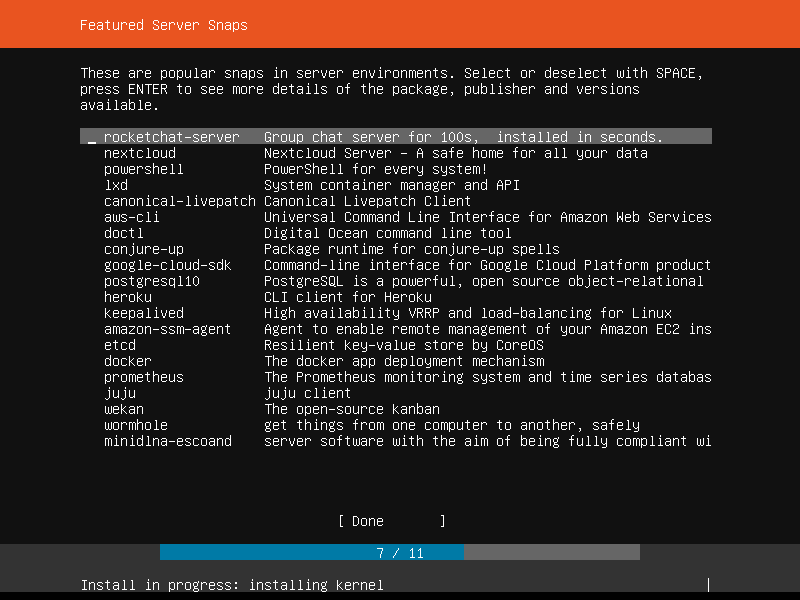 Featured Server Snaps
These are popular snaps in server environments. Select or deselect with SPACE,
press ENTER to see more details of the package, publisher and versions
available.
_ rocketchat-server Group chat server for 100s, installed in seconds.
nextcloud Nextcloud Server - A safe home for all your data
powershell PowerShell for every system!
lxd System container manager and API
canonical-livepatch Canonical Livepatch Client
aws-cli Universal Command Line Interface for Amazon Web Services
doctl Digital Ocean command line tool
conjure-up Package runtime for conjure-up spells
google-cloud-sdk Command-line interface for Google Cloud Platform product
postgresql10 PostgreSQL is a powerful, open source object-relational
heroku CLI client for Heroku
keepalived High availability VRRP and load-balancing for Linux
amazon-ssm-agent Agent to enable remote management of your Amazon EC2 ins
etcd Resilient key-value store by CoreOS
docker The docker app deployment mechanism
prometheus The Prometheus monitoring system and time series databas
juju juju client
wekan The open-source kanban
wormhole get things from one computer to another, safely
minidlna-escoand server software with the aim of being fully compliant wi
[ Done ]
7 / 11
Install in progress: installing kernel |